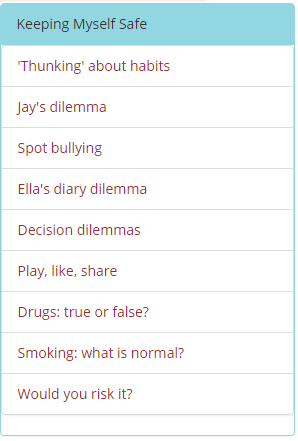 Keeping Myself Safe
'Thunking' about habits
Jay's dilemma
Spot bullying
Ella's diary dilemma
Decision dilemmas
Play, like, share
Drugs: true or false?
Smoking: what is normal?
Would you risk it?